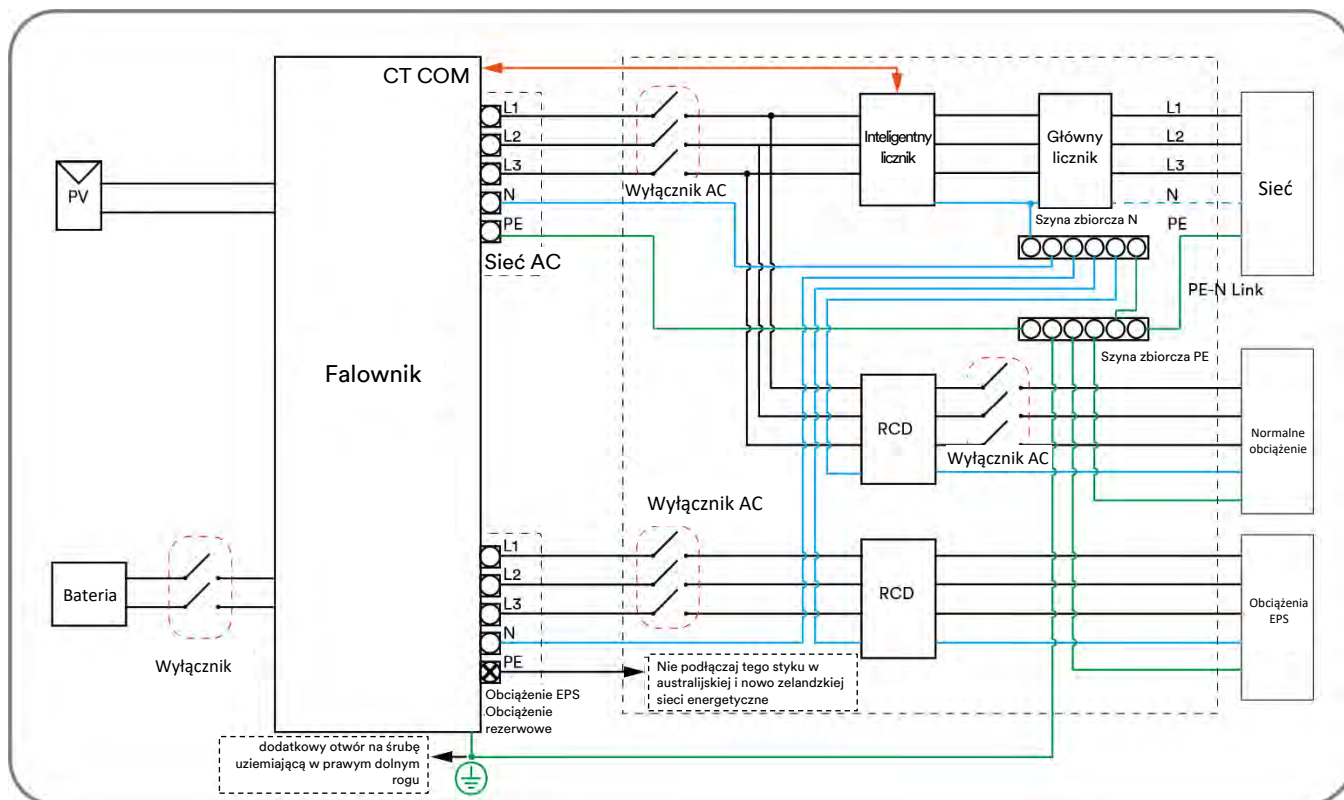 CT COM
L1
L2
L3
N
PE
Sieć AC
Wyłącznik AC
Inteligentny
licznik
Główny
licznik
L1
L2
L3
N
PE
Sieć
Szyna zbiorcza N
PE-N Link
Szyna zbiorcza PE
PV
Falownik
RCD
Wyłącznik AC
Normalne
obciążenie
Wyłącznik AC
Bateria
Wyłącznik
L1
L2
L3
N
PE
RCD
Obciążenia
EPS
Obciążenie EPS
Obciążenie
rezerwowe
Nie podłączaj tego styku w
australijskiej i nowo zelandzkiej
sieci energetyczne
dodatkowy otwór na śrubę
uziemiającą w prawym dolnym
rogu